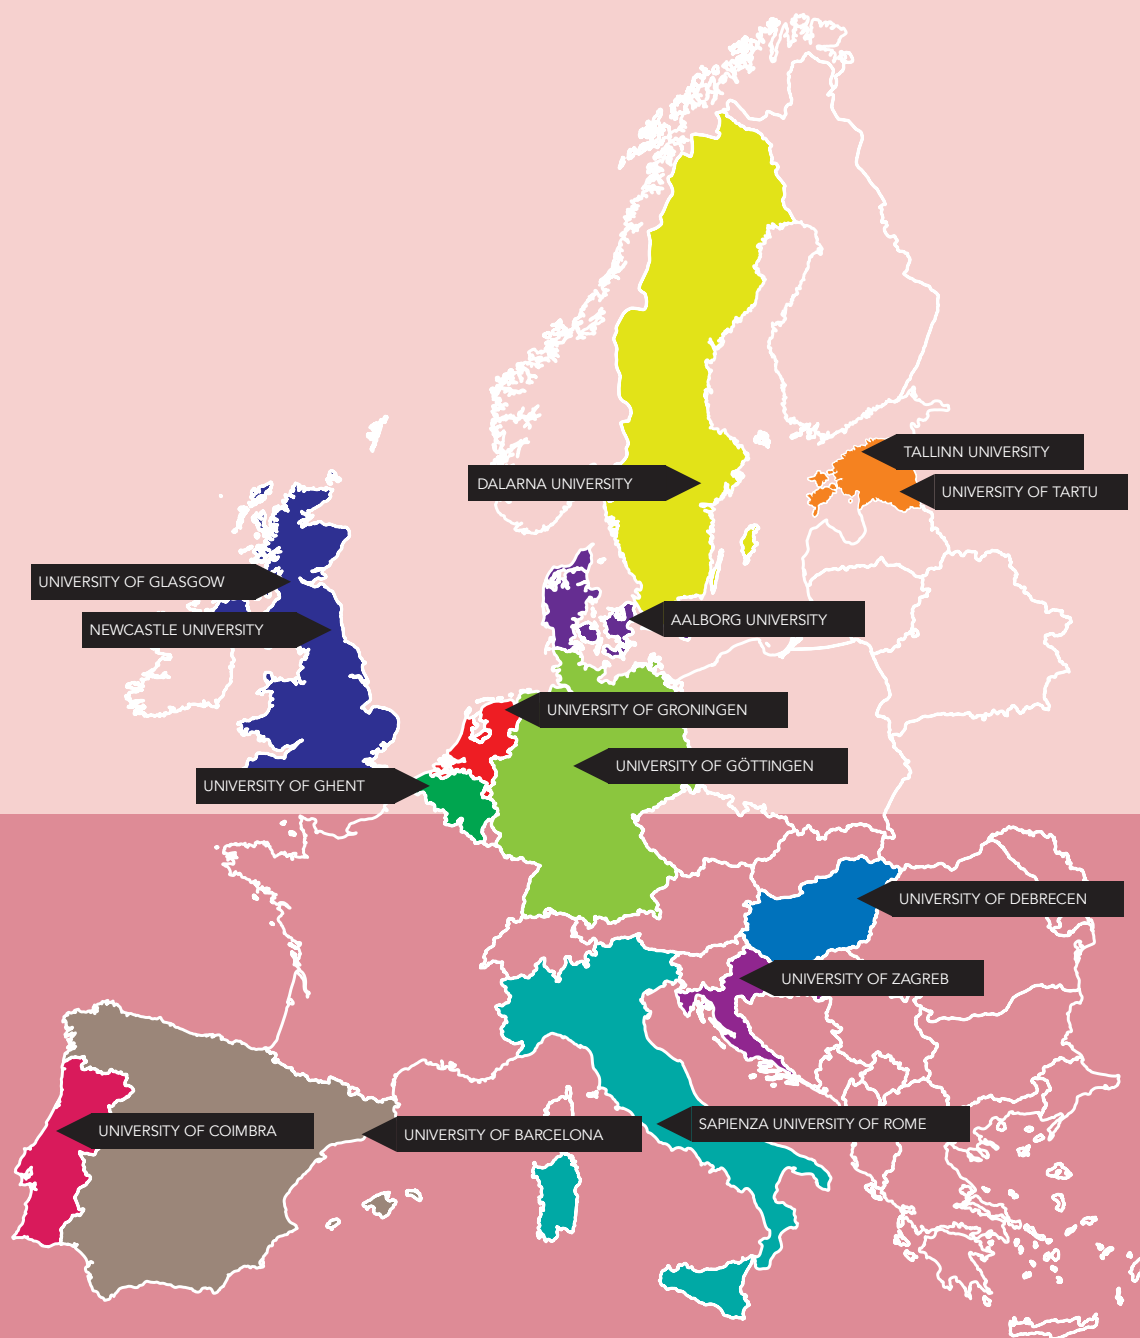 TALLINN UNIVERSITY
DALARNA UNIVERSITY
UNIVERSITY OF TARTU
UNIVERSITY OF GLASGOW
AALBORG UNIVERSITY
NEWCASTLE UNIVERSITY
UNIVERSITY OF GRONINGEN
UNIVERSITY OF GÖTTINGEN
UNIVERSITY OF GHENT
UNIVERSITY OF DEBRECEN
UNIVERSITY OF ZAGREB
SAPIENZA UNIVERSITY OF ROME
UNIVERSITY OF COIMBRA
UNIVERSITY OF BARCELONA